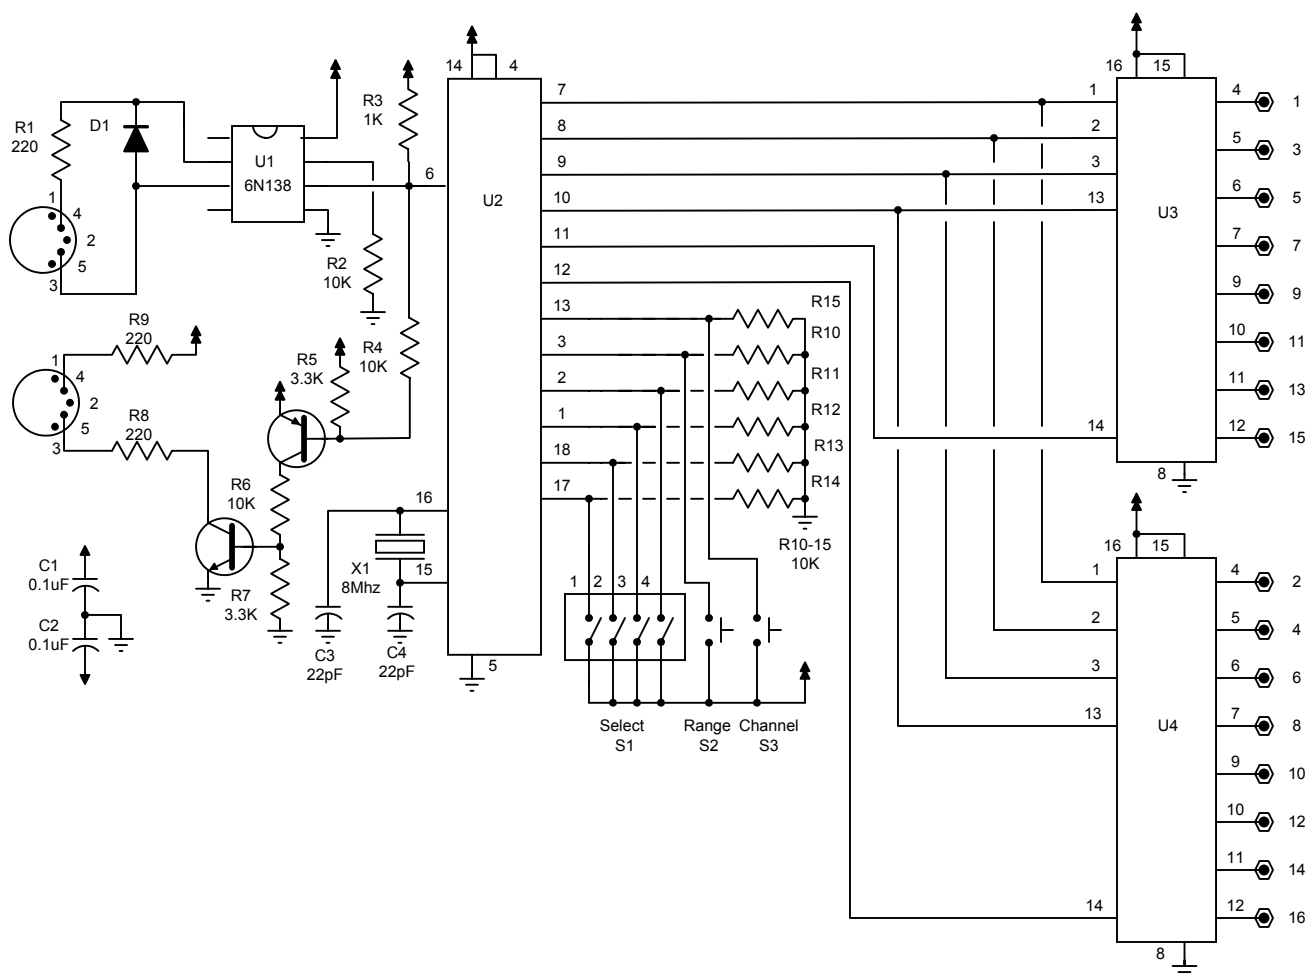 14
4
16
15
R1
220
D1
R3
1K
U1
6N138
6
7
8
9
10
11
12
13
3
2
1
18
17
U2
1
4
2
5
3
R2
10K
R9
220
R8
220
1
4
2
5
3
R5
3.3K
R4
10K
R6
10K
R7
3.3K
C1
0.1uF
C2
0.1uF
16
X1
8Mhz
15
C3
22pF
C4
22pF
5
R15
R10
R11
R12
R13
R14
R10-15
10K
1 2 3 4
Select
S1
Range
S2
Channel
S3
1
2
3
13
14
U3
8
4 1
5 3
6 5
7 7
9 9
10 11
11 13
12 15
16
15
1
2
3
13
14
U4
8
4 2
5 4
6 6
7 8
9 10
10 12
11 14
12 16